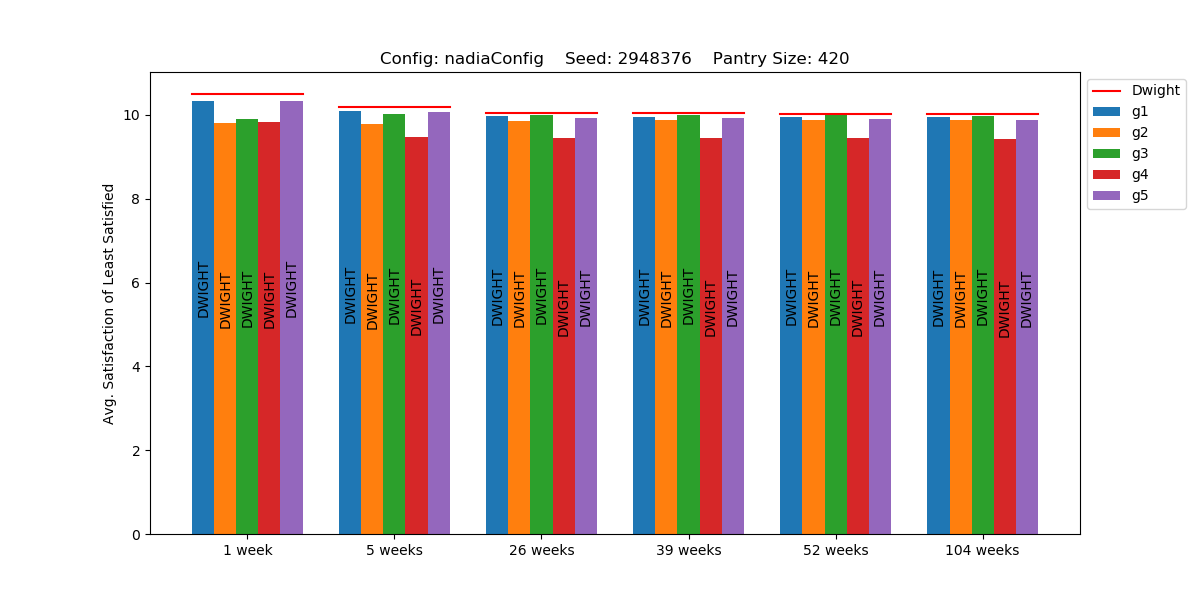 Config: nadiaConfig    Seed: 2948376    Pantry Size: 420
Dwight
g1
g2
g3
g4
g5
Avg. Satisfaction of Least Satisfied
10
8
6
4
2
0
DWIGHT DWIGHT DWIGHT DWIGHT DWIGHT DWIGHT DWIGHT DWIGHT DWIGHT DWIGHT DWIGHT DWIGHT DWIGHT DWIGHT DWIGHT DWIGHT DWIGHT DWIGHT DWIGHT DWIGHT DWIGHT DWIGHT DWIGHT DWIGHT DWIGHT DWIGHT DWIGHT DWIGHT DWIGHT DWIGHT
1 week 5 weeks 26 weeks 39 weeks 52 weeks 104 weeks